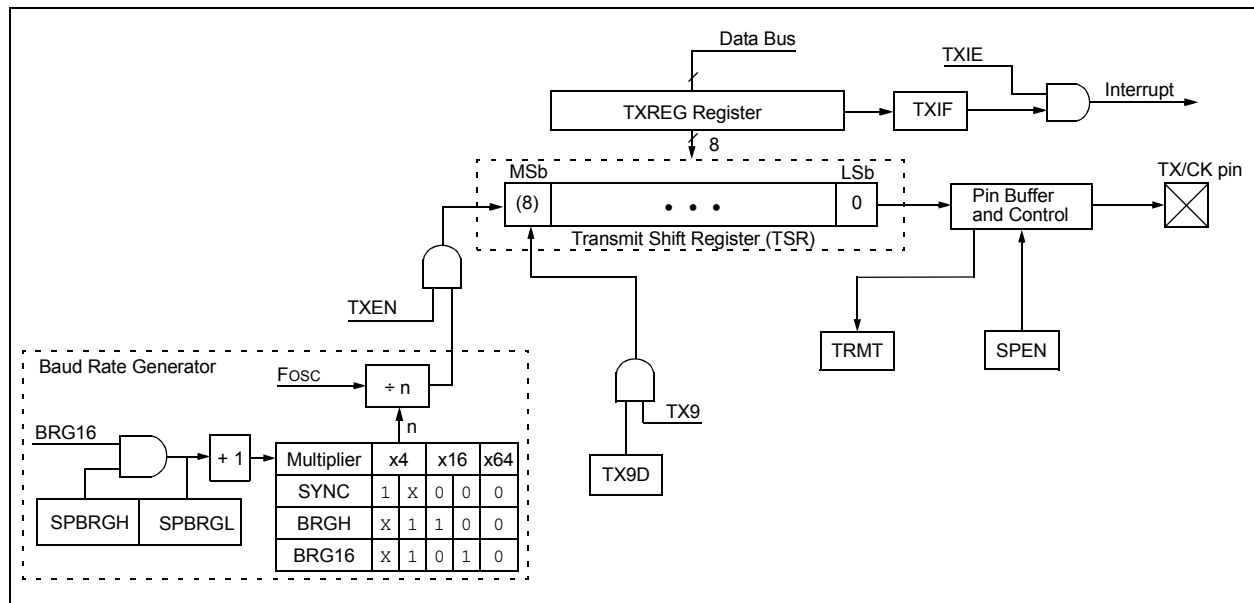 Data Bus
TXIE
Interrupt
TXREG Register
TXIF
8
MSb
LSb
TX/CK pin
(8)
• • •
0
Pin Buffer
and Control
Transmit Shift Register (TSR)
TXEN
TRMT
SPEN
Baud Rate Generator
FOSC
÷ n
TX9
n
BRG16
+ 1
Multiplier x4 x16 x64
TX9D
SYNC 1 X 0 0 0
SPBRGH SPBRGL
BRGH X 1 1 0 0
BRG16 X 1 0 1 0